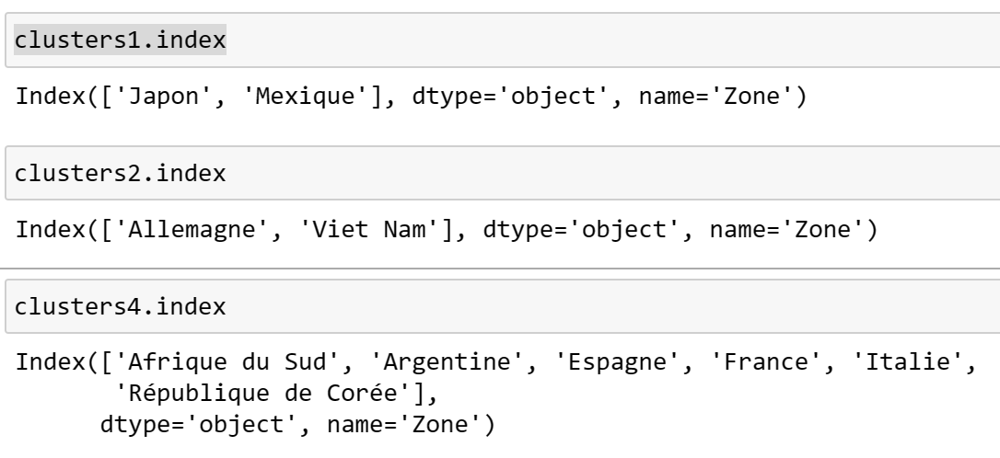 clusters1.index
Index(['Japon', 'Mexique'], dtype='object', name='Zone')
clusters2.index
Index(['Allemagne', 'Viet Nam'], dtype='object', name='Zone')
clusters4.index
Index(['Afrique du Sud', 'Argentine', 'Espagne', 'France', 'Italie',
'République de Corée'],
dtype='object', name='Zone')